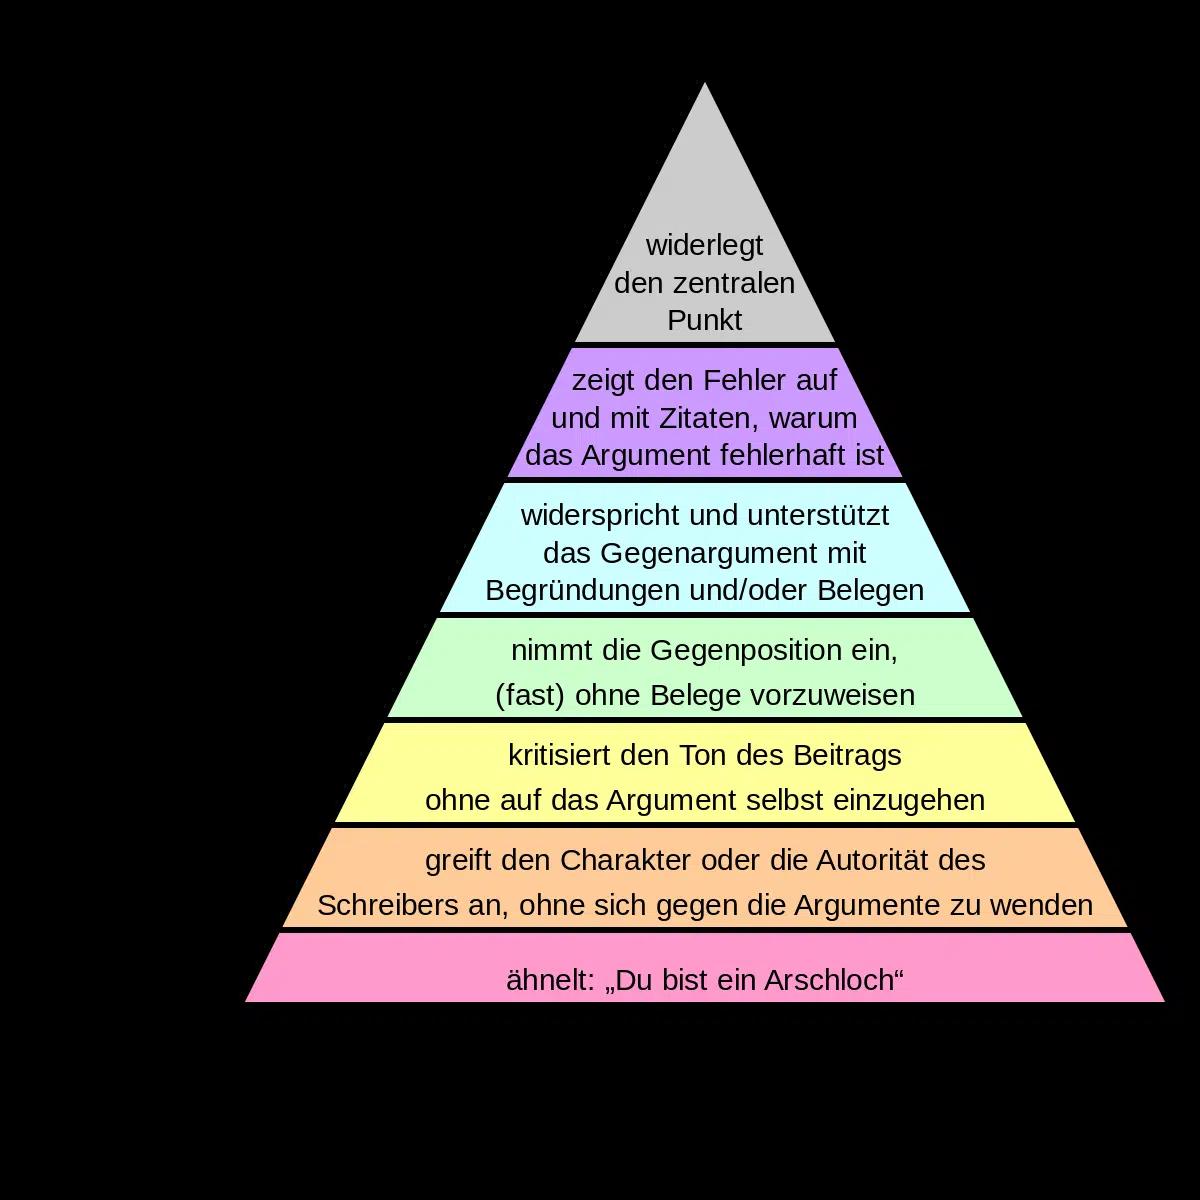 widerlegt
den zentralen
Punkt
zeigt den Fehler auf
und mit Zitaten, warum
das Argument fehlerhaft ist
widerspricht und unterstützt
das Gegenargument mit
Begründungen und/oder Belegen
nimmt die Gegenposition ein,
(fast) ohne Belege vorzuweisen
kritisiert den Ton des Beitrags
ohne auf das Argument selbst einzugehen
greift den Charakter oder die Autorität des
Schreibers an, ohne sich gegen die Argumente zu wenden
ähnelt: „Du bist ein Arschloch“